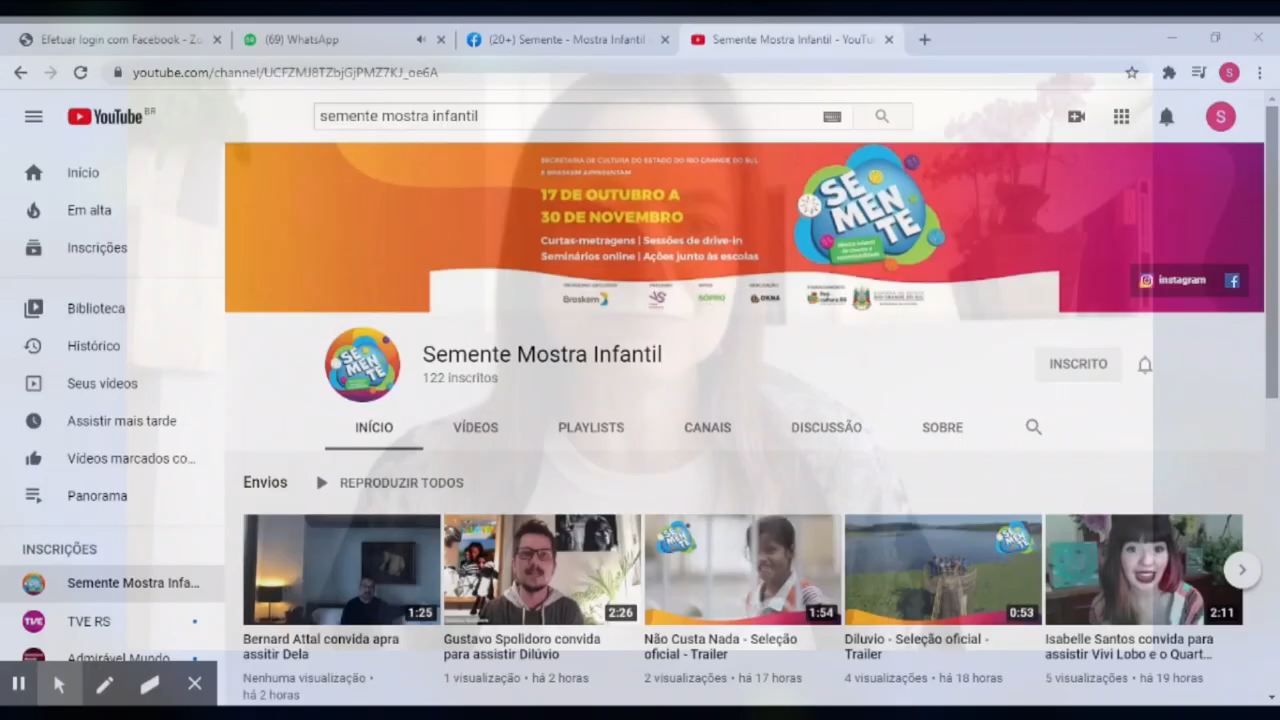 Efetuar login com Facebook - Zo
(69) WhatsApp
(20+) Semente - Mostra Infantil
Semente Mostra Infantil - YouTu
youtube.com/channel/UCFZMJ8TZbjGjPMZ7KJ_oe6A
S
YouTube BR
semente mostra infantil
S
Início
Em alta
Inscrições
Biblioteca
Histórico
Seus vídeos
Assistir mais tarde
Vídeos marcados co...
Panorama
INSCRIÇÕES
Semente Mostra Infa...
TVE RS
Admirável Mundo
SECRETARIA DE CULTURA DO ESTADO DO RIO GRANDE DO SUL
E BRASKEM APRESENTAM
17 DE OUTUBRO A
30 DE NOVEMBRO
Curtas-metragens | Sessões de drive-in
Seminários online | Ações junto às escolas
SEMENTE
Braskem
OKNA
instagram
SEMENTE
Semente Mostra Infantil
122 inscritos
INSCRITO
INÍCIO
VÍDEOS
PLAYLISTS
CANAIS
DISCUSSÃO
SOBRE
Envios
REPRODUZIR TODOS
1:25
2:26
SEMENTE
1:54
SEMENTE
0:53
2:11
Bernard Attal convida apra
assitir Dela
Nenhuma visualização •
há 2 horas
Gustavo Spolidoro convida
para assistir Dilúvio
1 visualização • há 2 horas
Não Custa Nada - Seleção
oficial - Trailer
2 visualizações • há 17 horas
Diluvio - Seleção oficial -
Trailer
4 visualizações • há 18 horas
Isabelle Santos convida para
assistir Vivi Lobo e o Quart...
5 visualizações • há 19 horas